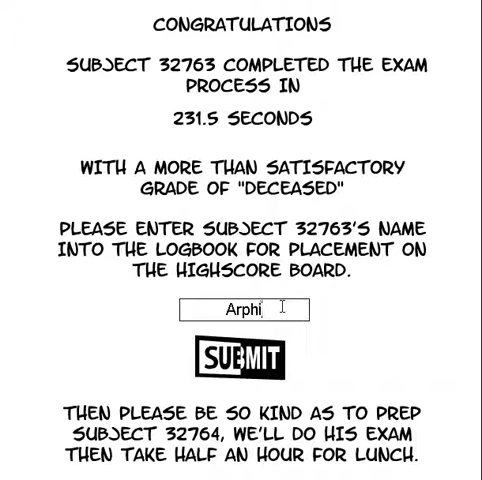 CONGRATULATIONS
SUBJECT 32763 COMPLETED THE EXAM
PROCESS IN
231.5 SECONDS
WITH A MORE THAN SATISFACTORY
GRADE OF "DECEASED"
PLEASE ENTER SUBJECT 32763'S NAME
INTO THE LOGBOOK FOR PLACEMENT ON
THE HIGHSCORE BOARD.
Arphi
SUBMIT
THEN PLEASE BE SO KIND AS TO PREP
SUBJECT 32764, WE'LL DO HIS EXAM
THEN TAKE HALF AN HOUR FOR LUNCH.